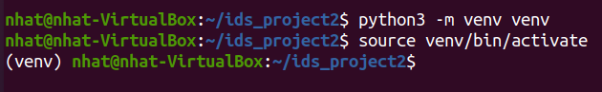 nhat@nhat-VirtualBox:~/ids_project2$ python3 -m venv venv
nhat@nhat-VirtualBox:~/ids_project2$ source venv/bin/activate
(venv) nhat@nhat-VirtualBox:~/ids_project2$